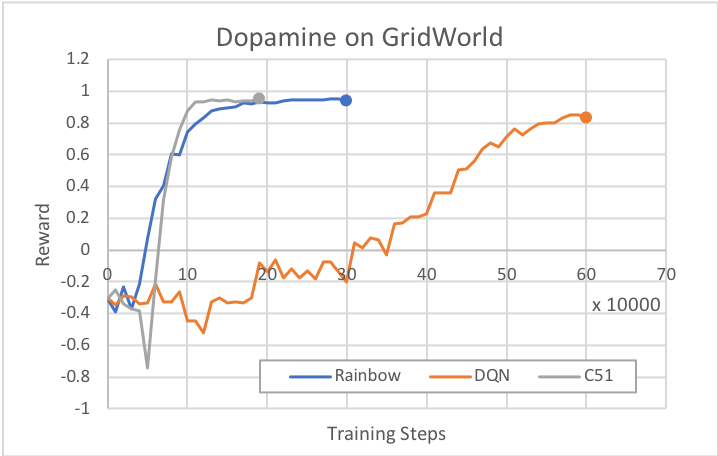 Dopamine on GridWorld
1.2
1
0.8
0.6
0.4
0.2
0
-0.2
-0.4
-0.6
-0.8
-1
0 10 20 30 40 50 60 70
x 10000
Reward
Rainbow DQN C51
Training Steps